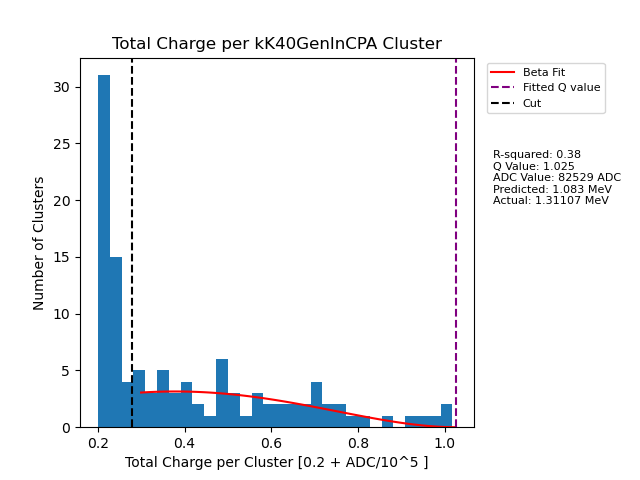 Total Charge per kK40GenInCPA Cluster
Number of Clusters
30
25
20
15
10
5
0
0.2
0.4
0.6
0.8
1.0
Total Charge per Cluster [0.2 + ADC/10^5 ]
Beta Fit
Fitted Q value
Cut
R-squared: 0.38
Q Value: 1.025
ADC Value: 82529 ADC
Predicted: 1.083 MeV
Actual: 1.31107 MeV